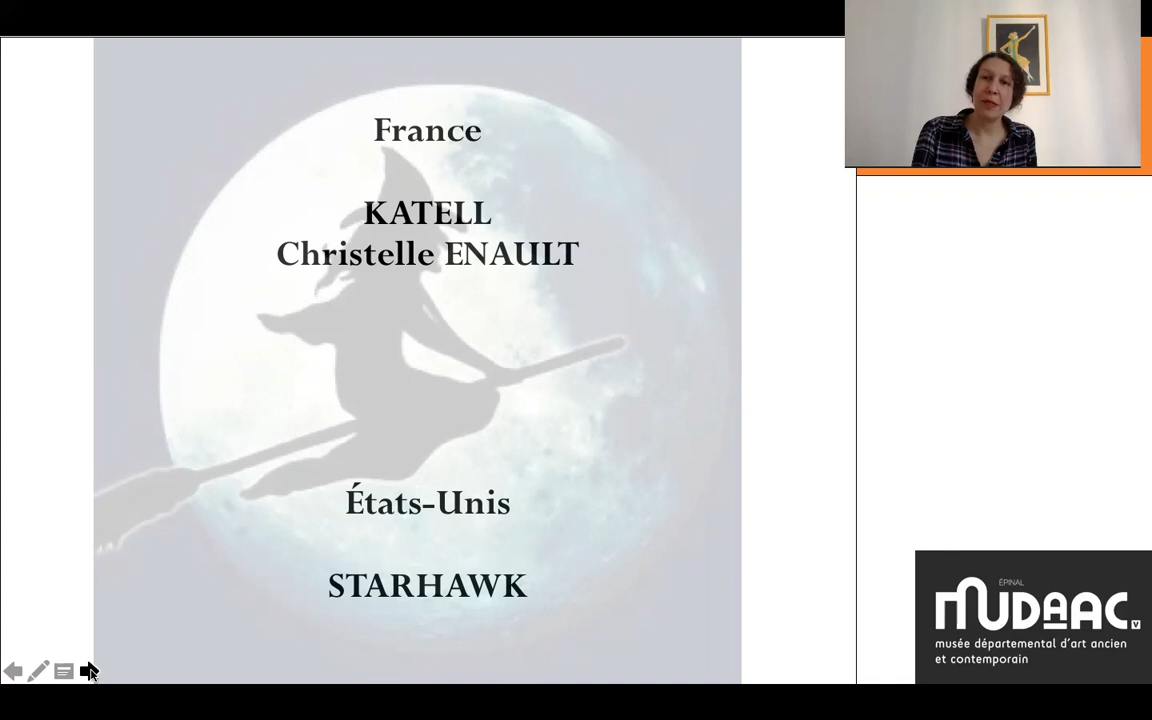 France
KATELL
Christelle ENAULT
États-Unis
STARHAWK
ÉPINAL
MUDAAC
V
musée départemental d'art ancien
et contemporain